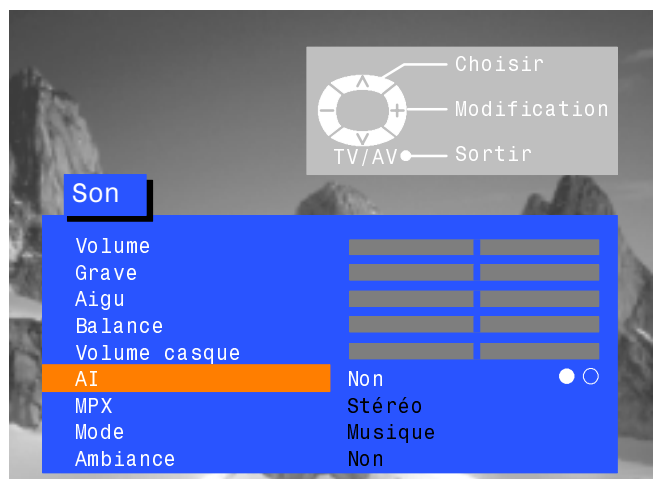 Choisir
Modification
TV/AV Sortir
Son
Volume
Grave
Aigu
Balance
Volume casque
AI Non
MPX Stéréo
Mode Musique
Ambiance Non